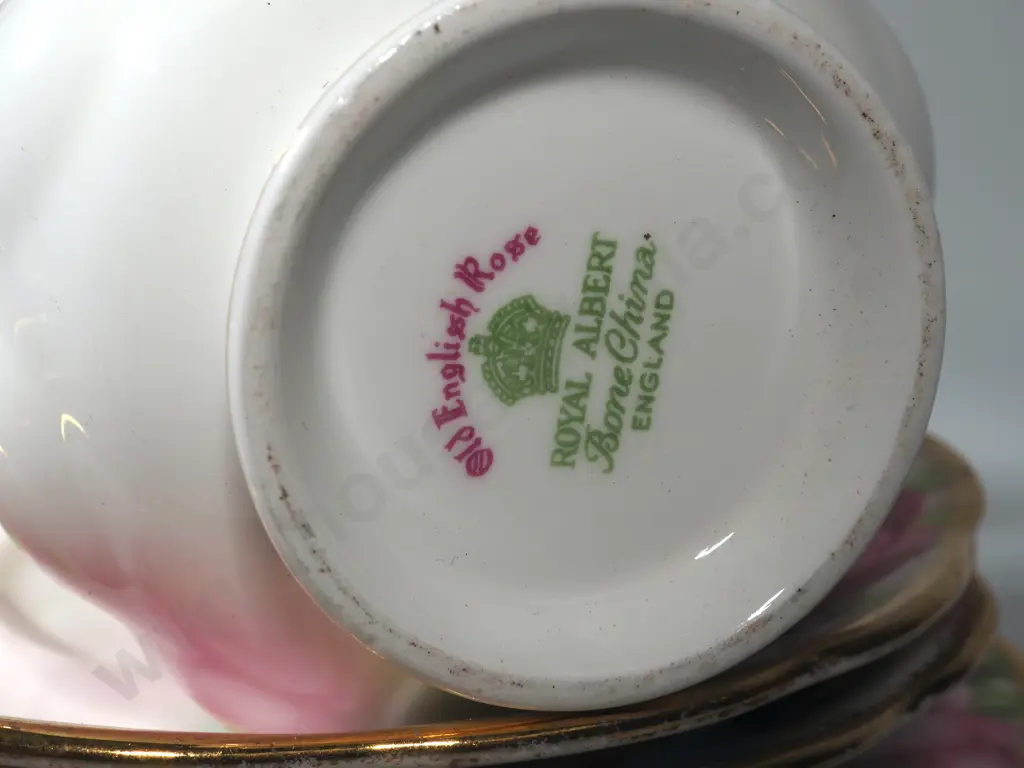 Old English Rose
ROYAL ALBERT
Bone China
ENGLAND